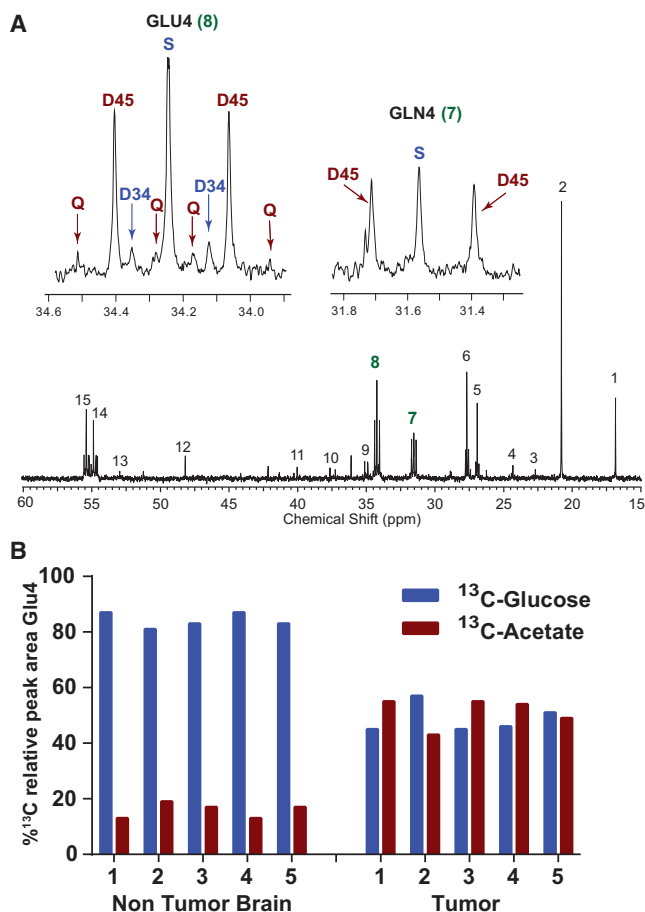 A
GLU4 (8)
S
D45
D45
Q
D34
Q
Q
D34
Q
34.6
34.4
34.2
34.0
GLN4 (7)
S
D45
D45
31.8
31.6
31.4
2
15
14
13
12
11
10
9
8
7
6
5
4
3
1
60
55
50
45
40
35
30
25
20
15
Chemical Shift (ppm)
B
%¹³C relative peak area Glu4
100
80
60
40
20
0
¹³C-Glucose
¹³C-Acetate
1 2 3 4 5 1 2 3 4 5
Non Tumor Brain Tumor